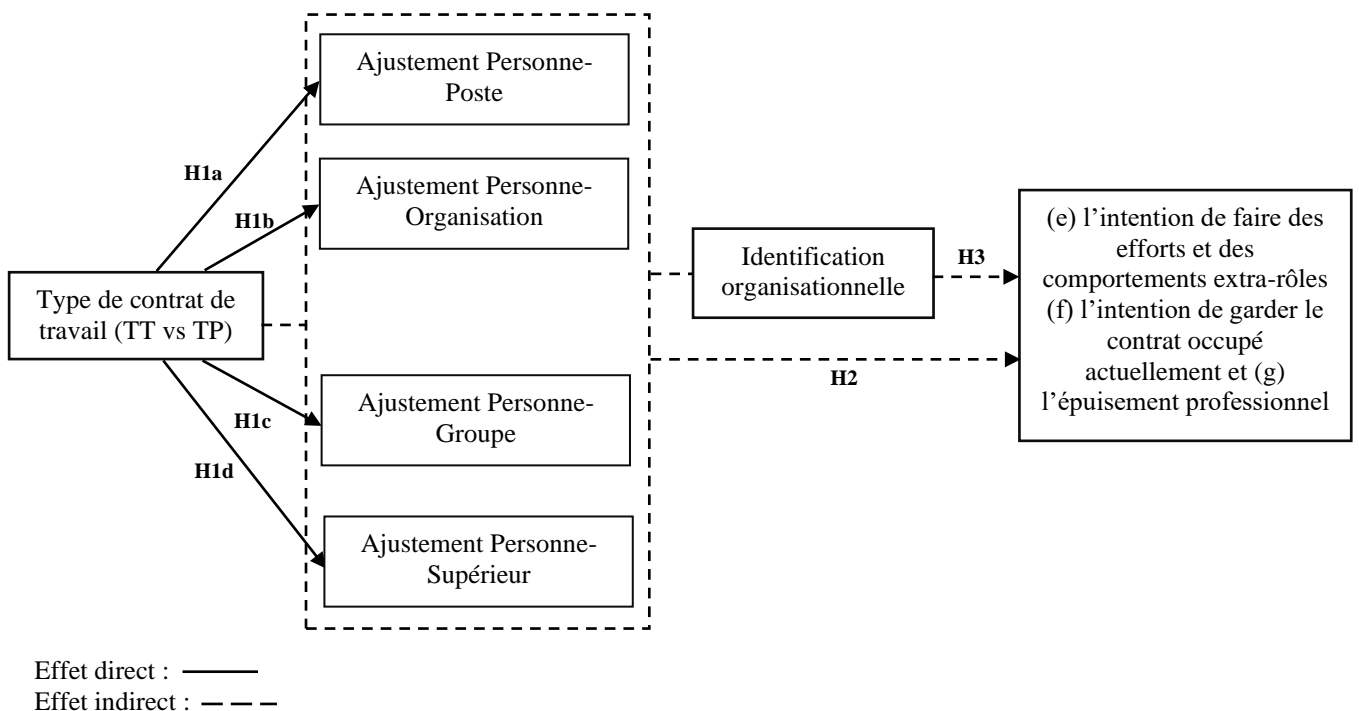 Ajustement Personne-
Poste
H1a
Ajustement Personne-
Organisation
H1b
Type de contrat de
travail (TT vs TP)
Identification
organisationnelle
H3
(e) l’intention de faire des
efforts et des
comportements extra-rôles
(f) l’intention de garder le
contrat occupé
actuellement et (g)
l’épuisement professionnel
H2
Ajustement Personne-
Groupe
H1c
H1d
Ajustement Personne-
Supérieur
Effet direct :
Effet indirect :